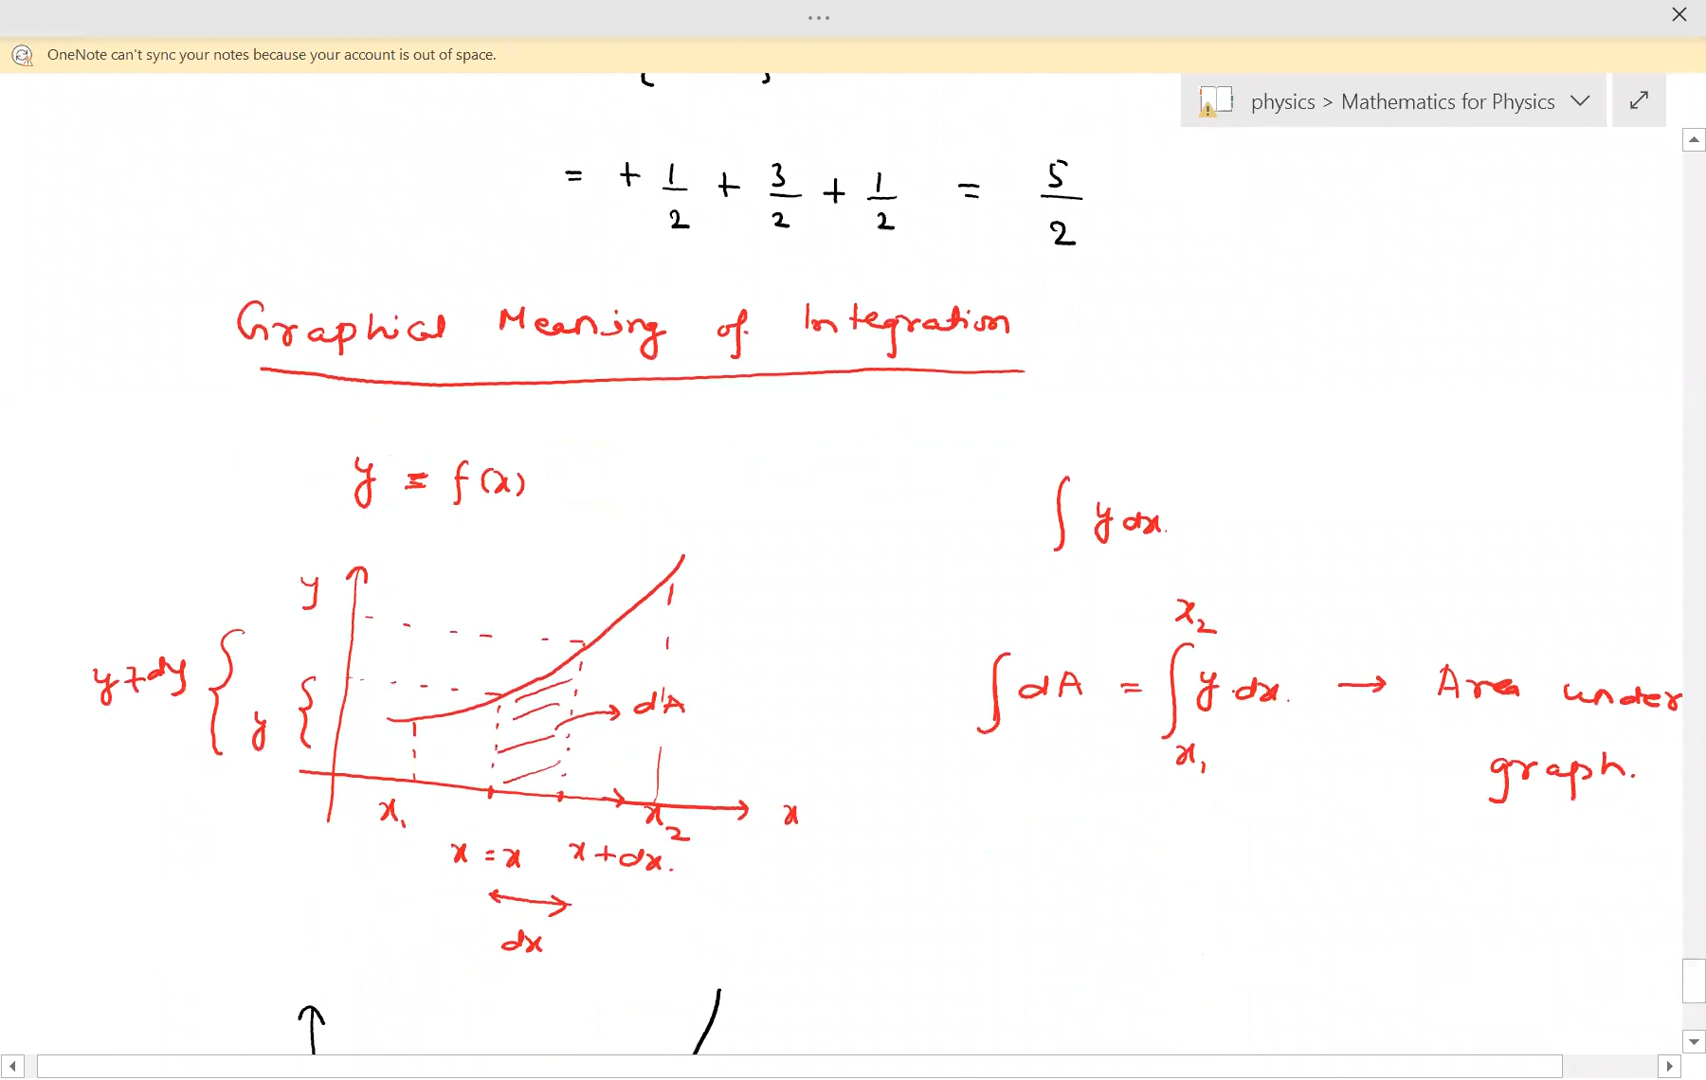 OneNote can't sync your notes because your account is out of space.
physics > Mathematics for Physics
= + 1/2 + 3/2 + 1/2 = 5/2
Graphical Meaning of Integration
y = f(x)
∫ y dx.
y
y+dy { y {
dA
x₁ x₂ x
x = x x+dx.
dx
∫ dA = ∫ₓ₁ˣ² y dx. → Area under
graph.